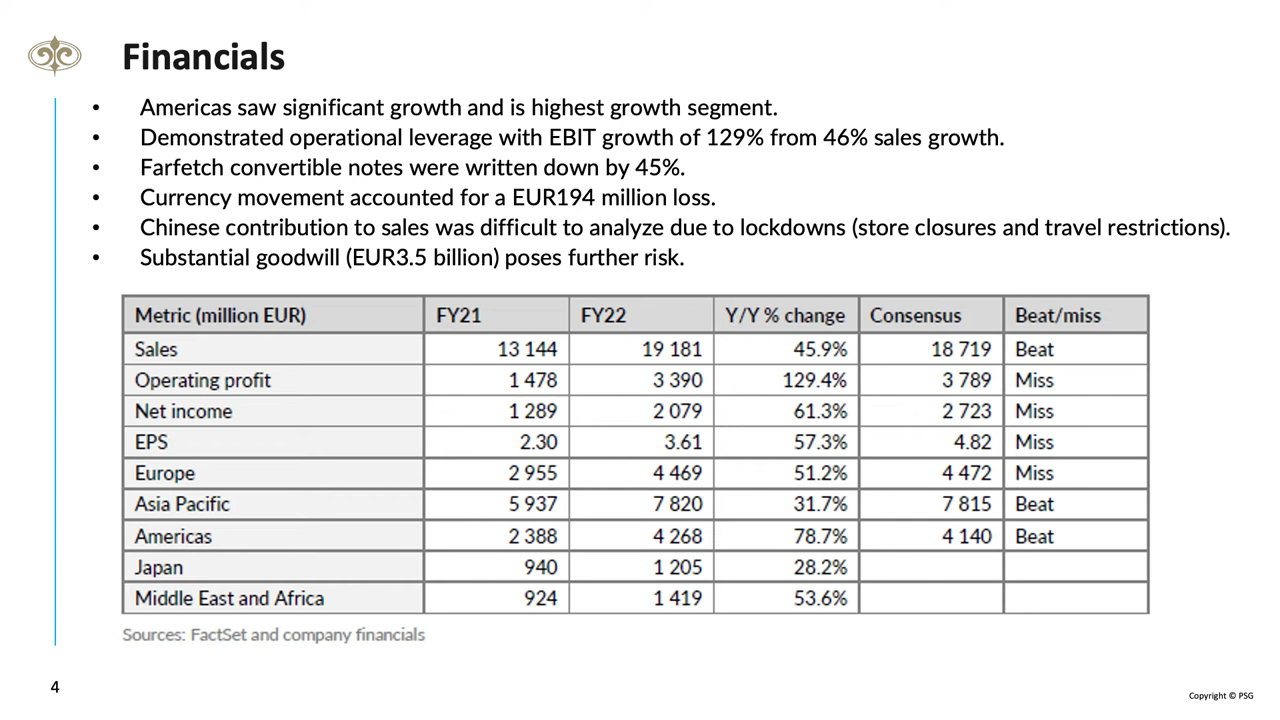 Financials
• Americas saw significant growth and is highest growth segment.
• Demonstrated operational leverage with EBIT growth of 129% from 46% sales growth.
• Farfetch convertible notes were written down by 45%.
• Currency movement accounted for a EUR194 million loss.
• Chinese contribution to sales was difficult to analyze due to lockdowns (store closures and travel restrictions).
• Substantial goodwill (EUR3.5 billion) poses further risk.
Metric (million EUR) FY21 FY22 Y/Y % change Consensus Beat/miss
Sales 13 144 19 181 45.9% 18 719 Beat
Operating profit 1 478 3 390 129.4% 3 789 Miss
Net income 1 289 2 079 61.3% 2 723 Miss
EPS 2.30 3.61 57.3% 4.82 Miss
Europe 2 955 4 469 51.2% 4 472 Miss
Asia Pacific 5 937 7 820 31.7% 7 815 Beat
Americas 2 388 4 268 78.7% 4 140 Beat
Japan 940 1 205 28.2%
Middle East and Africa 924 1 419 53.6%
Sources: FactSet and company financials
4
Copyright © PSG